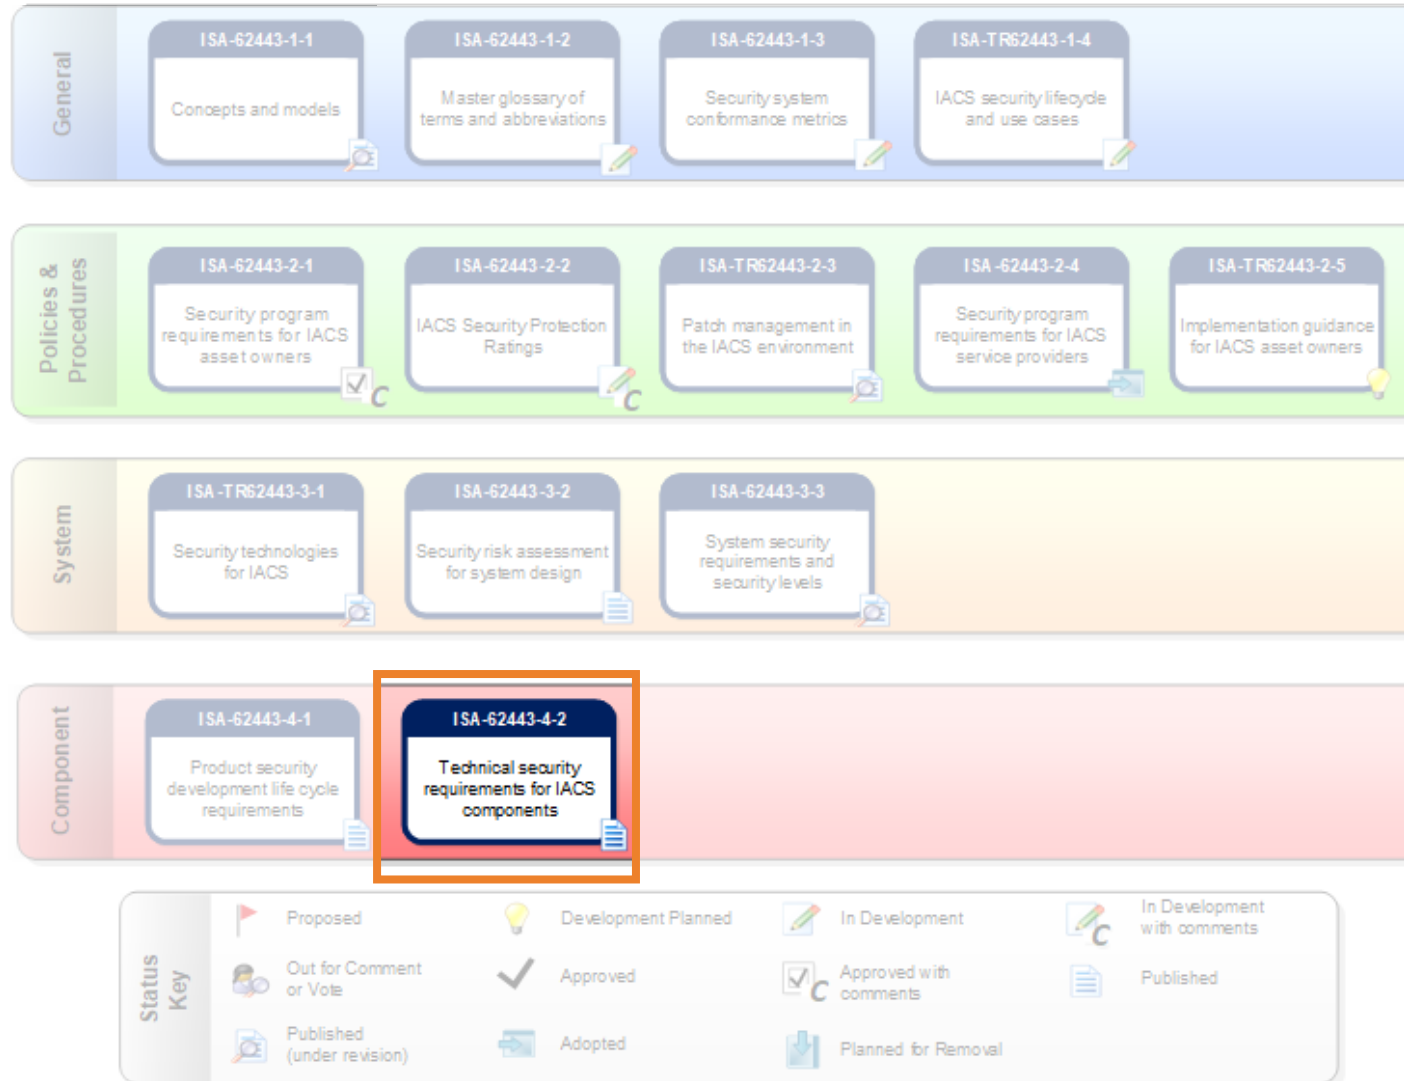 General
ISA-62443-1-1
Concepts and models
ISA-62443-1-2
Master glossary of
terms and abbreviations
ISA-62443-1-3
Security system
conformance metrics
ISA-TR62443-1-4
IACS security lifecycle
and use cases
Policies &
Procedures
ISA-62443-2-1
Security program
requirements for IACS
asset owners
C
ISA-62443-2-2
IACS Security Protection
Ratings
C
ISA-TR62443-2-3
Patch management in
the IACS environment
ISA-62443-2-4
Security program
requirements for IACS
service providers
ISA-TR62443-2-5
Implementation guidance
for IACS asset owners
System
ISA-TR62443-3-1
Security technologies
for IACS
ISA-62443-3-2
Security risk assessment
for system design
ISA-62443-3-3
System security
requirements and
security levels
Component
ISA-62443-4-1
Product security
development life cycle
requirements
ISA-62443-4-2
Technical security
requirements for IACS
components
Status
Key
Proposed
Development Planned
In Development
C
In Development
with comments
Out for Comment
or Vote
Approved
C
Approved with
comments
Published
Published
(under revision)
Adopted
Planned for Removal